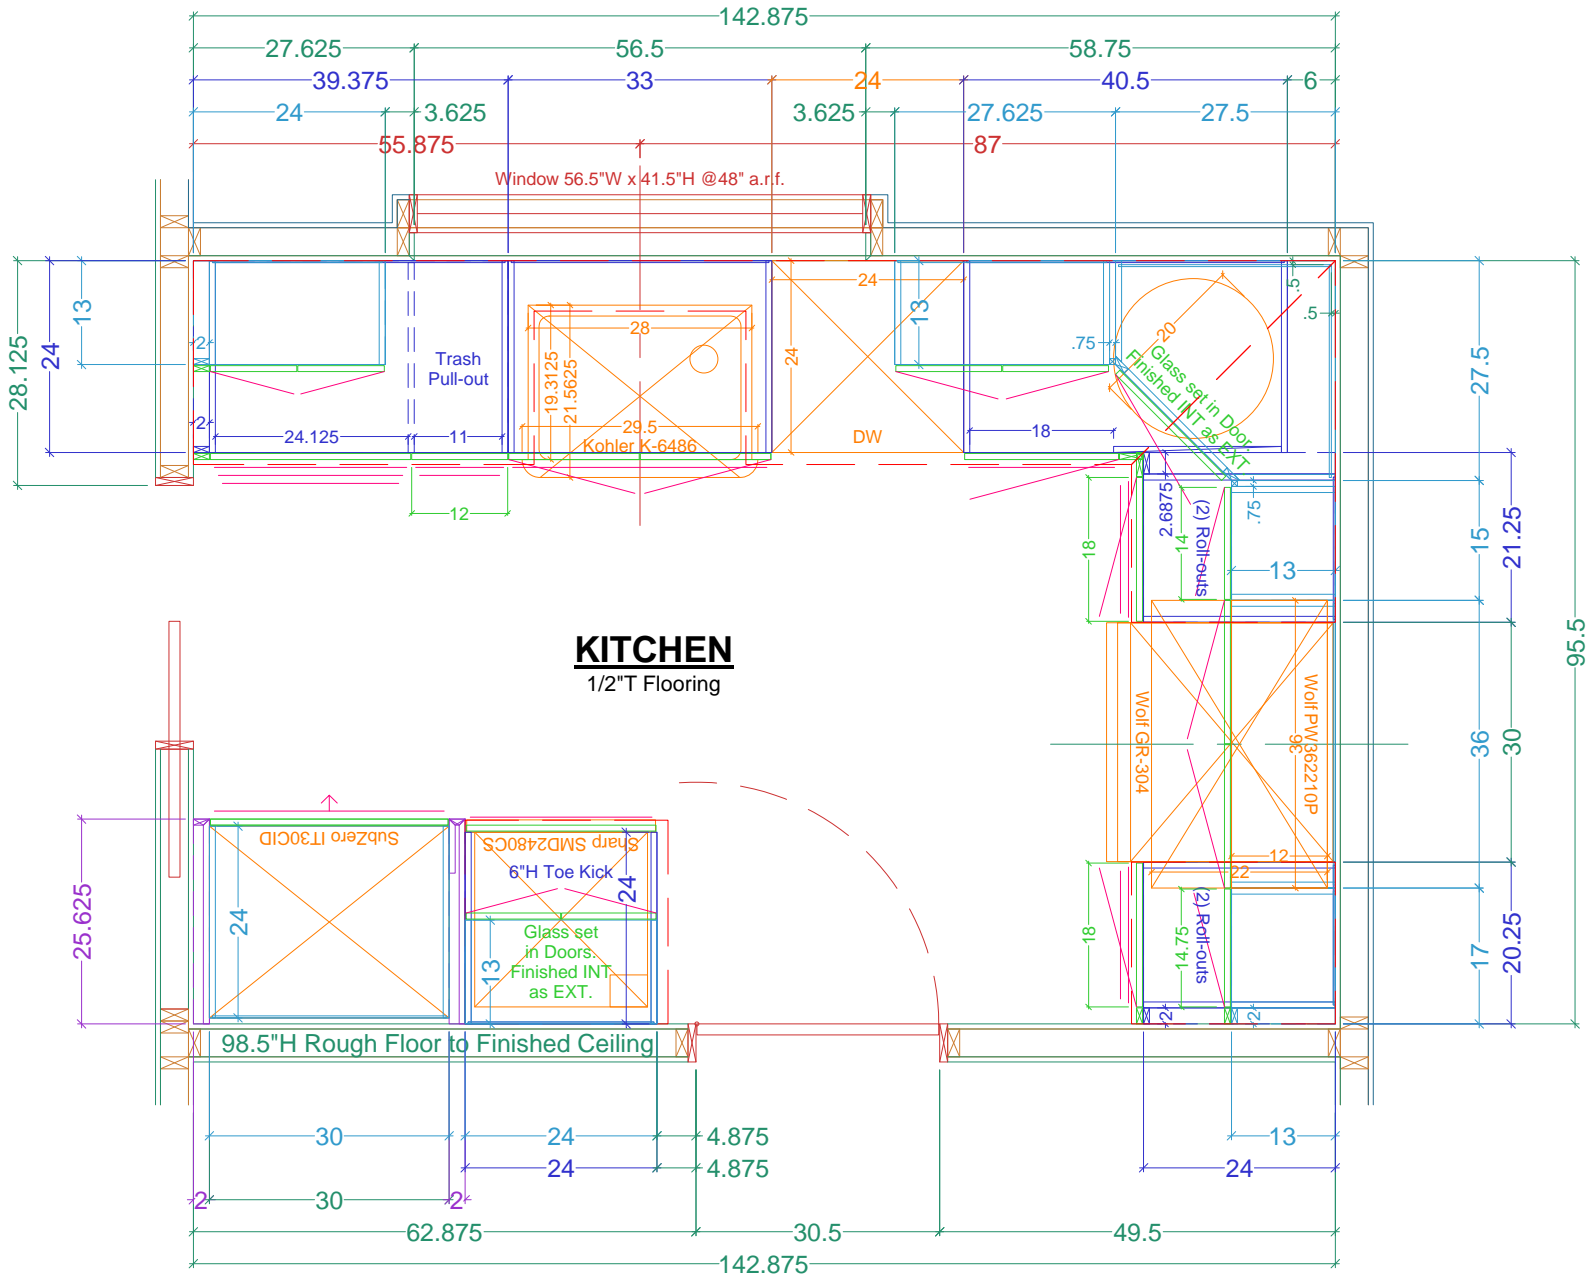 142.875
27.625 56.5 58.75
39.375 33 24 40.5 6
24 3.625 3.625 27.625 27.5
55.875 87
Window 56.5"W x 41.5"H @48" a.r.f.
28.125
24
13
2
2
24.125
11
12
Trash
Pull-out
28
19.3125
21.5625
29.5
Kohler K-6486
24
24
DW
13
18
.75
20
.5
.5
Glass set in Door.
Finished INT as EXT
2.6875
.75
18
14
(2) Roll-outs
13
27.5
15
21.25
95.5
KITCHEN
1/2"T Flooring
Wolf GR-304
Wolf PW362210P
36
36
30
12
22
18
14.75
(2) Roll-outs
2
2
17
20.25
25.625
SubZero IT30CID
24
Sharp SMD2480CS
6"H Toe Kick
24
13
Glass set
in Doors.
Finished INT
as EXT.
98.5"H Rough Floor to Finished Ceiling
30 24 4.875 13
24 4.875 24
2 30 2
62.875 30.5 49.5
142.875